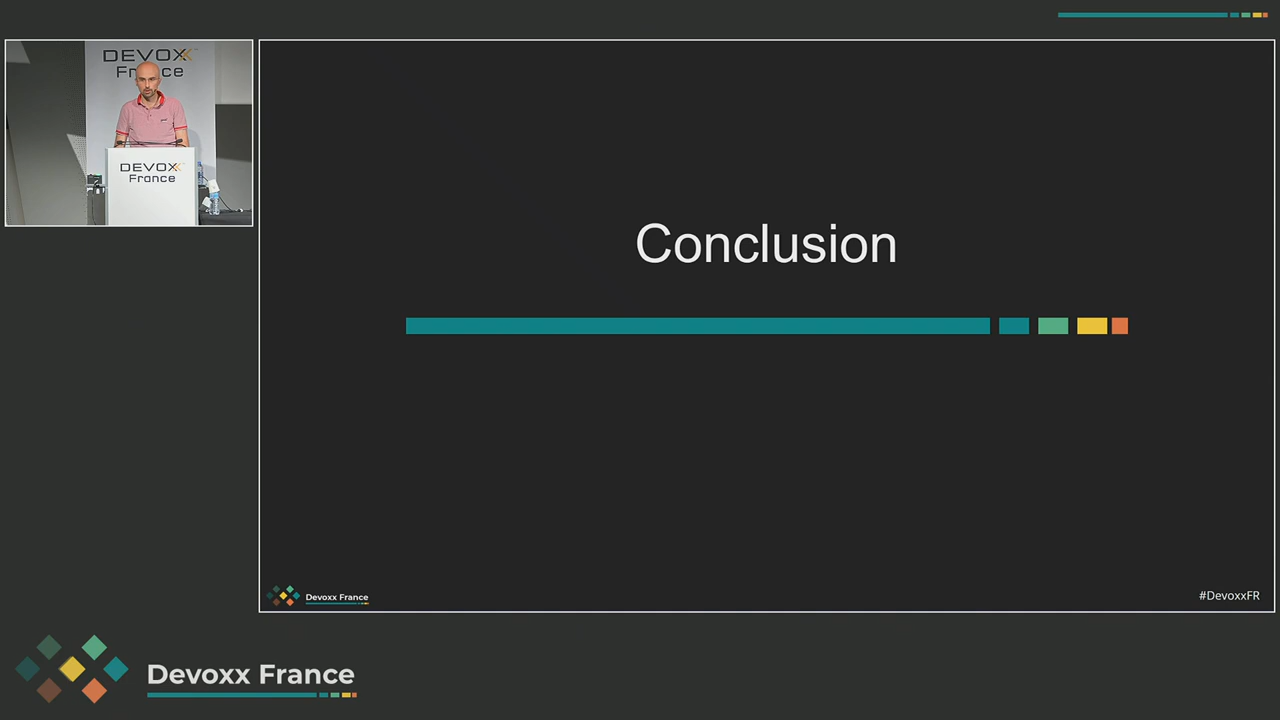 DEVOXX
France
DEVOXX
France
Conclusion
Devoxx France
#DevoxxFR
Devoxx France